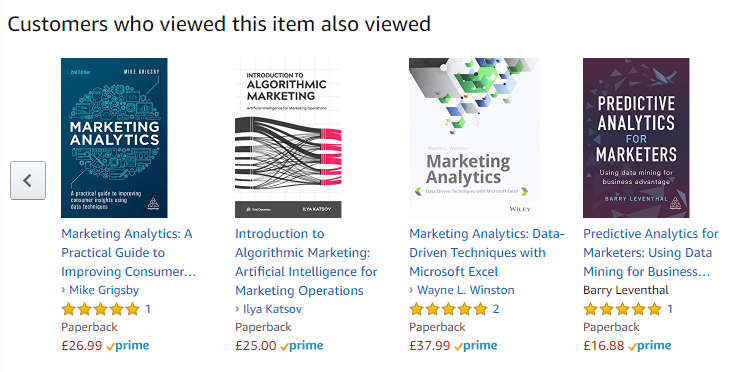 Customers who viewed this item also viewed
2nd Edition MIKE GRIGSBY
MARKETING
ANALYTICS
A practical guide to improving
consumer insights using
data techniques
Marketing Analytics: A
Practical Guide to
Improving Consumer...
› Mike Grigsby
1
Paperback
£26.99 prime
INTRODUCTION TO
ALGORITHMIC
MARKETING
Artificial Intelligence for Marketing Operations
Grid Dynamics ILYA KATSOV
Introduction to
Algorithmic Marketing:
Artificial Intelligence for
Marketing Operations
› Ilya Katsov
Paperback
£25.00 prime
Wayne L. Winston
Marketing
Analytics
Data-Driven Techniques with Microsoft Excel
WILEY
Marketing Analytics: Data-
Driven Techniques with
Microsoft Excel
› Wayne L. Winston
2
Paperback
£37.99 prime
PREDICTIVE
ANALYTICS
FOR
MARKETERS
Using data mining for
business advantage
BARRY LEVENTHAL
Predictive Analytics for
Marketers: Using Data
Mining for Business...
Barry Leventhal
1
Paperback
£16.88 prime